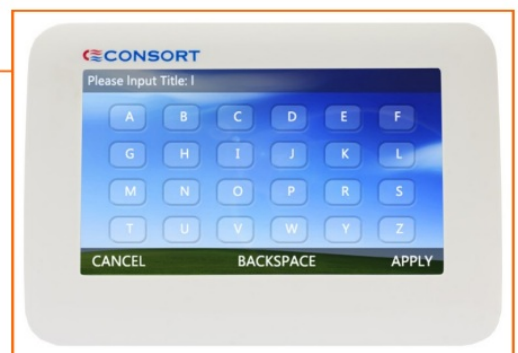 CONSORT
Please Input Title: l
A B C D E F
G H I J K L
M N O P R S
T U V W Y Z
CANCEL BACKSPACE APPLY